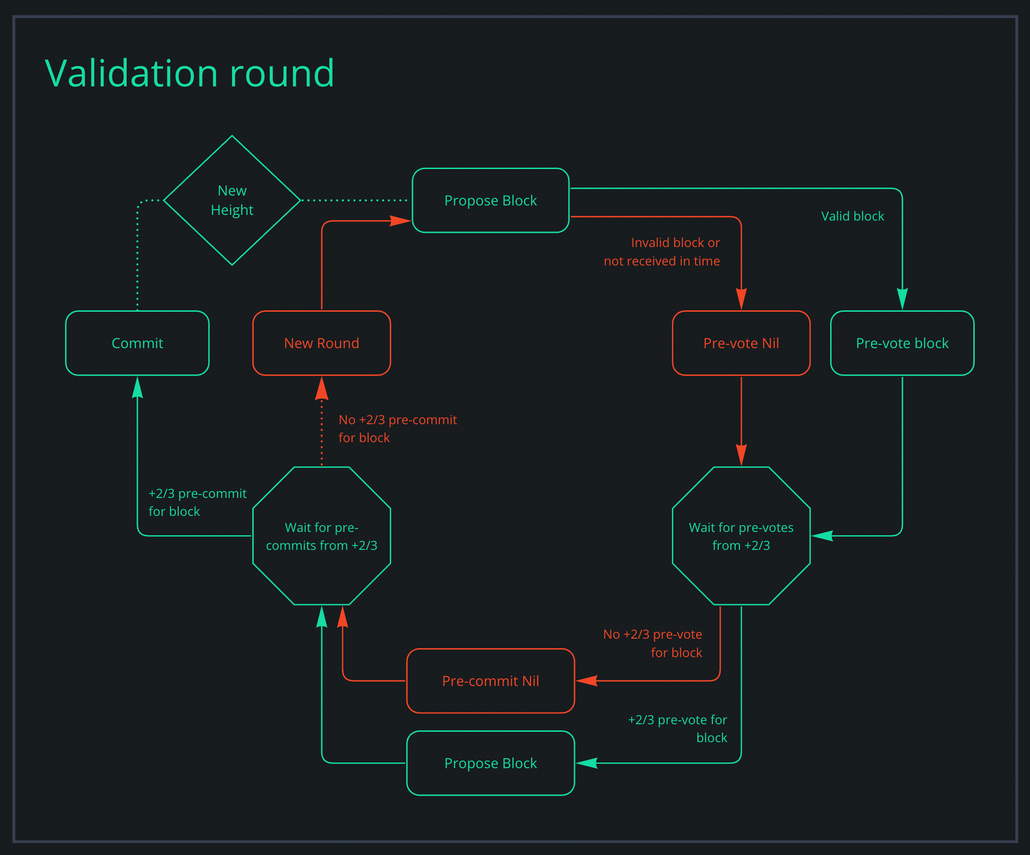 Validation round
New
Height
Propose Block
Valid block
Invalid block or
not received in time
Commit
New Round
Pre-vote Nil
Pre-vote block
No +2/3 pre-commit
for block
+2/3 pre-commit
for block
Wait for pre-
commits from +2/3
Wait for pre-votes
from +2/3
No +2/3 pre-vote
for block
Pre-commit Nil
+2/3 pre-vote for
block
Propose Block